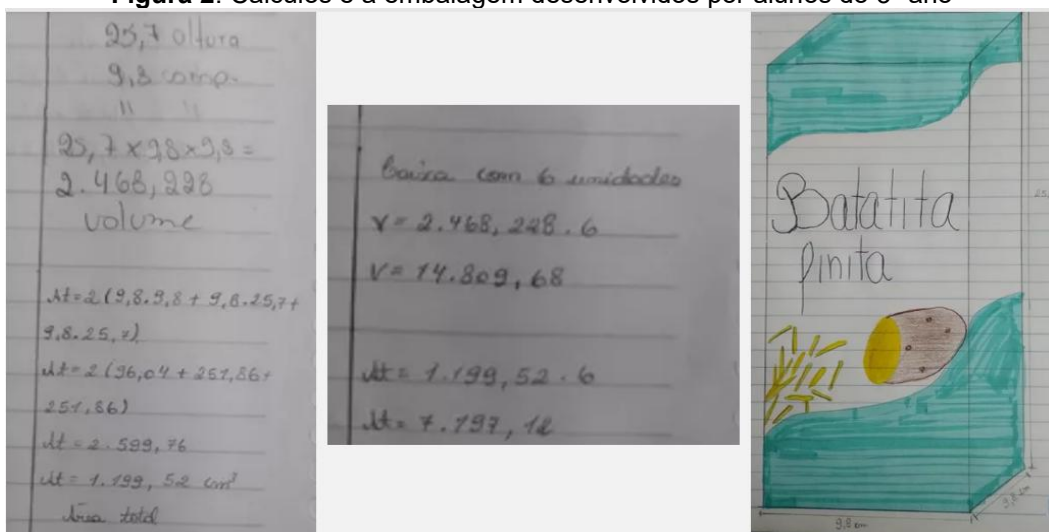 Figura 2: Cálculos e a embalagem desenvolvidos por alunos do 6º ano
25,7 altura
9,8 comp.
" "
25,7 x 9,8 x 9,8 =
2.468,228
volume
At = 2 (9,8 . 9,8 + 9,8 . 25,7 +
9,8 . 25,7)
At = 2 (96,04 + 251,86 +
251,86)
At = 2 . 599,76
At = 1.199,52 cm²
Área total
Caixa com 6 unidades
V = 2.468,228 . 6
V = 14.809,68
At = 1.199,52 . 6
At = 7.197,12
Batatita
Pinita
9,8 cm
9,8 cm